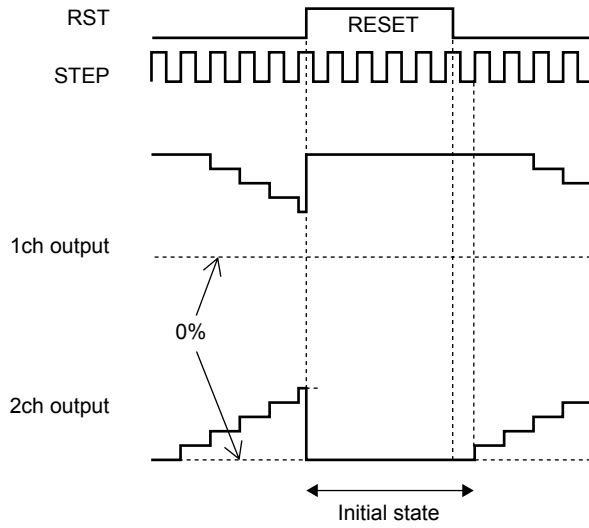 RST
RESET
STEP
1ch output
0%
2ch output
Initial state